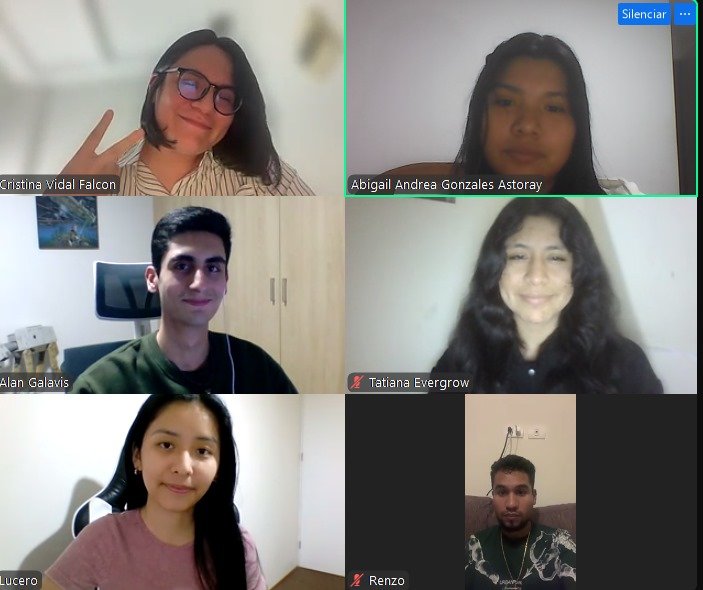 Silenciar
Cristina Vidal Falcon
Abigail Andrea Gonzales Astoray
Alan Galavis
Tatiana Evergrow
Lucero
Renzo